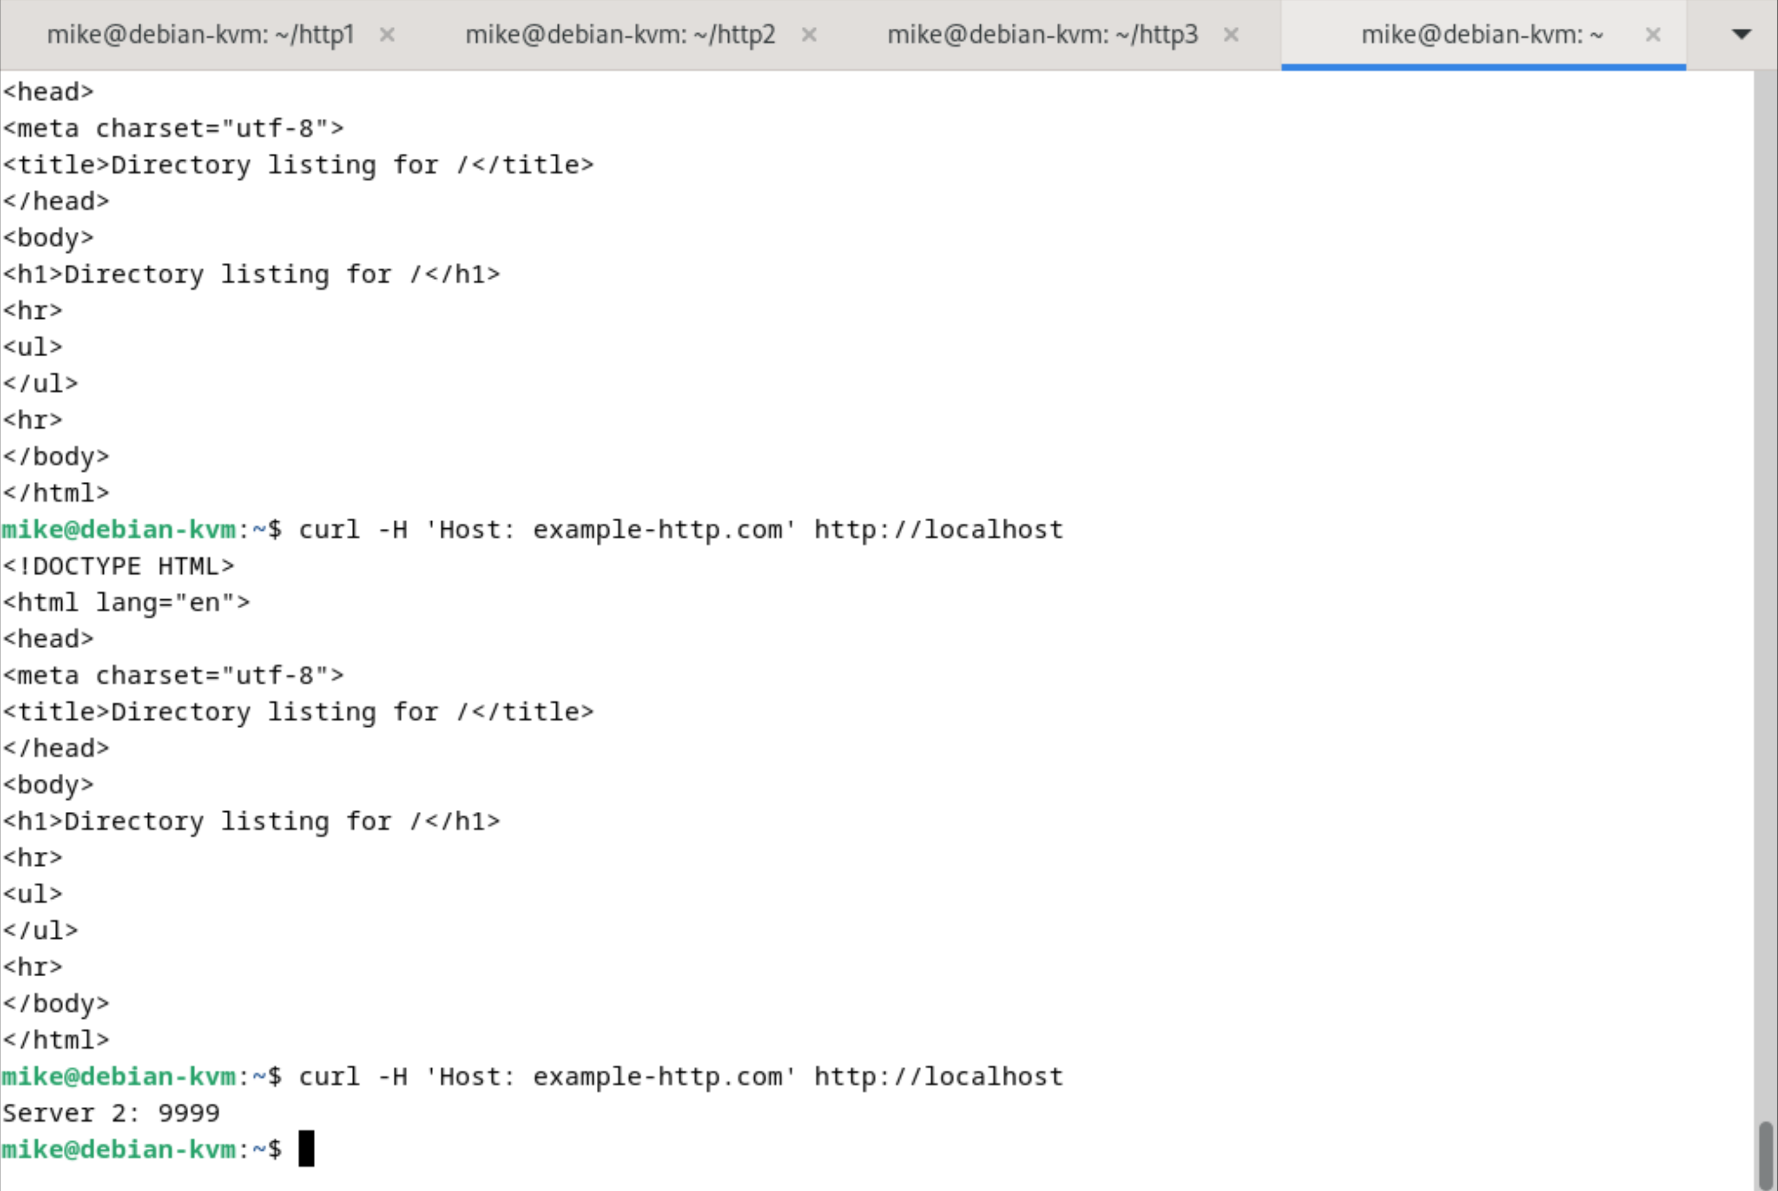 mike@debian-kvm: ~/http1 × mike@debian-kvm: ~/http2 × mike@debian-kvm: ~/http3 × mike@debian-kvm: ~ ×
<head>
<meta charset="utf-8">
<title>Directory listing for /</title>
</head>
<body>
<h1>Directory listing for /</h1>
<hr>
<ul>
</ul>
<hr>
</body>
</html>
mike@debian-kvm:~$ curl -H 'Host: example-http.com' http://localhost
<!DOCTYPE HTML>
<html lang="en">
<head>
<meta charset="utf-8">
<title>Directory listing for /</title>
</head>
<body>
<h1>Directory listing for /</h1>
<hr>
<ul>
</ul>
<hr>
</body>
</html>
mike@debian-kvm:~$ curl -H 'Host: example-http.com' http://localhost
Server 2: 9999
mike@debian-kvm:~$